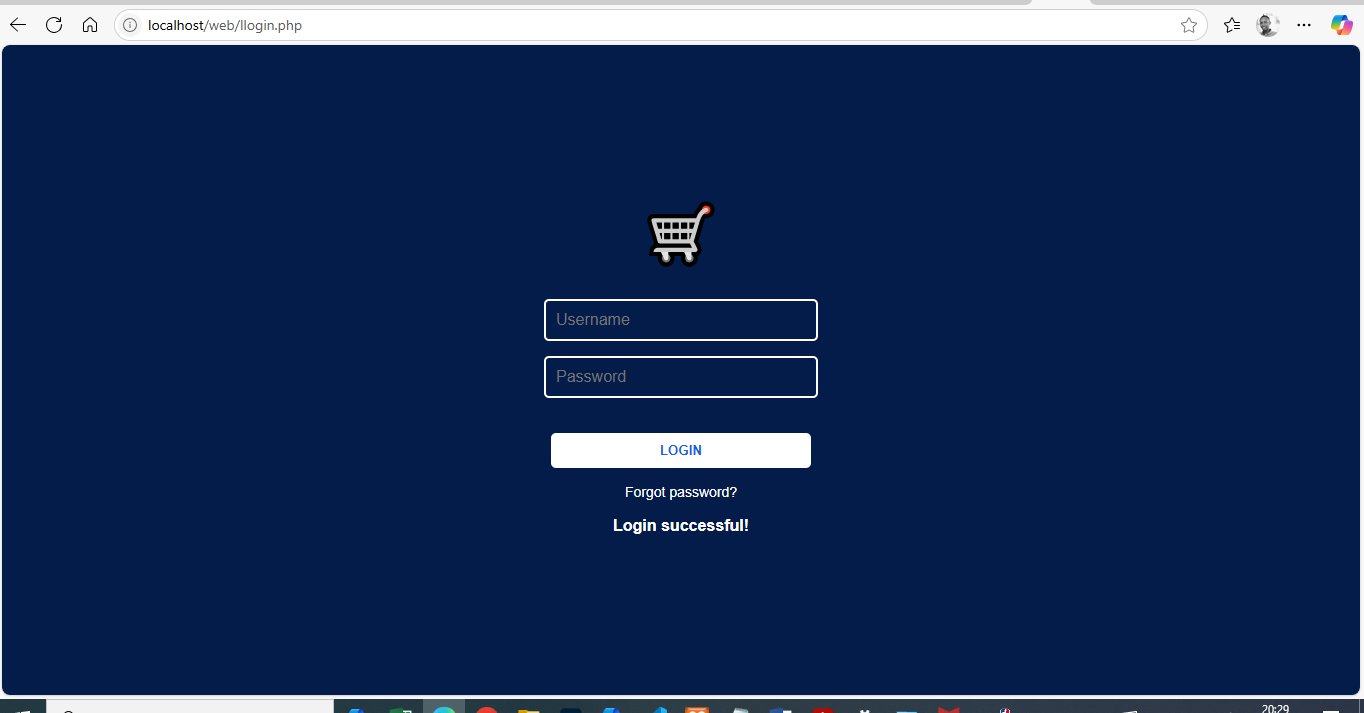 localhost/web/llogin.php
Username
Password
LOGIN
Forgot password?
Login successful!
20:29